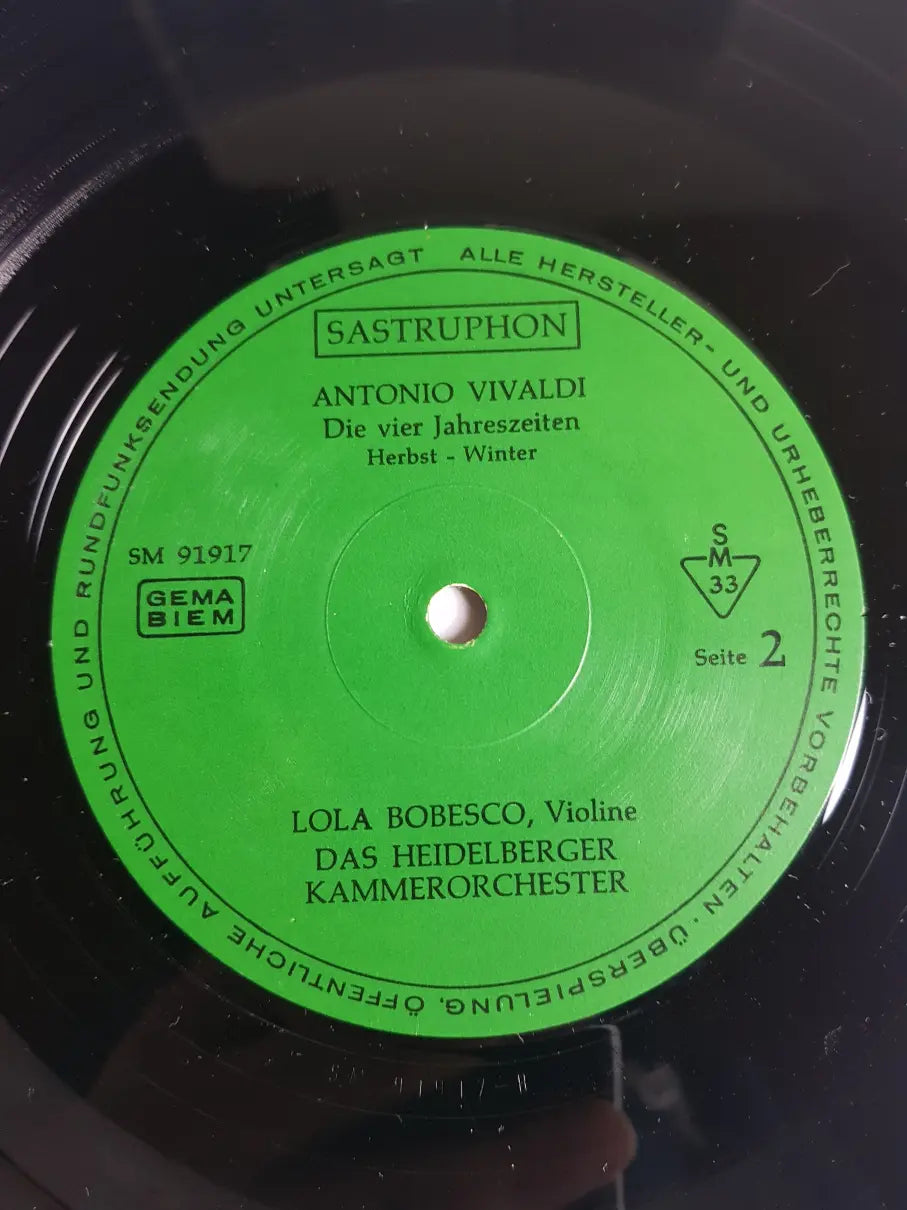 ALLE HERSTELLER- UND URHEBERRECHTE VORBEHALTEN · ÜBERSPIELUNG, ÖFFENTLICHE AUFFÜHRUNG UND RUNDFUNKSENDUNG UNTERSAGT
SASTRUPHON
ANTONIO VIVALDI
Die vier Jahreszeiten
Herbst - Winter
SM 91917
GEMA
BIEM
S
M
33
Seite 2
LOLA BOBESCO, Violine
DAS HEIDELBERGER
KAMMERORCHESTER